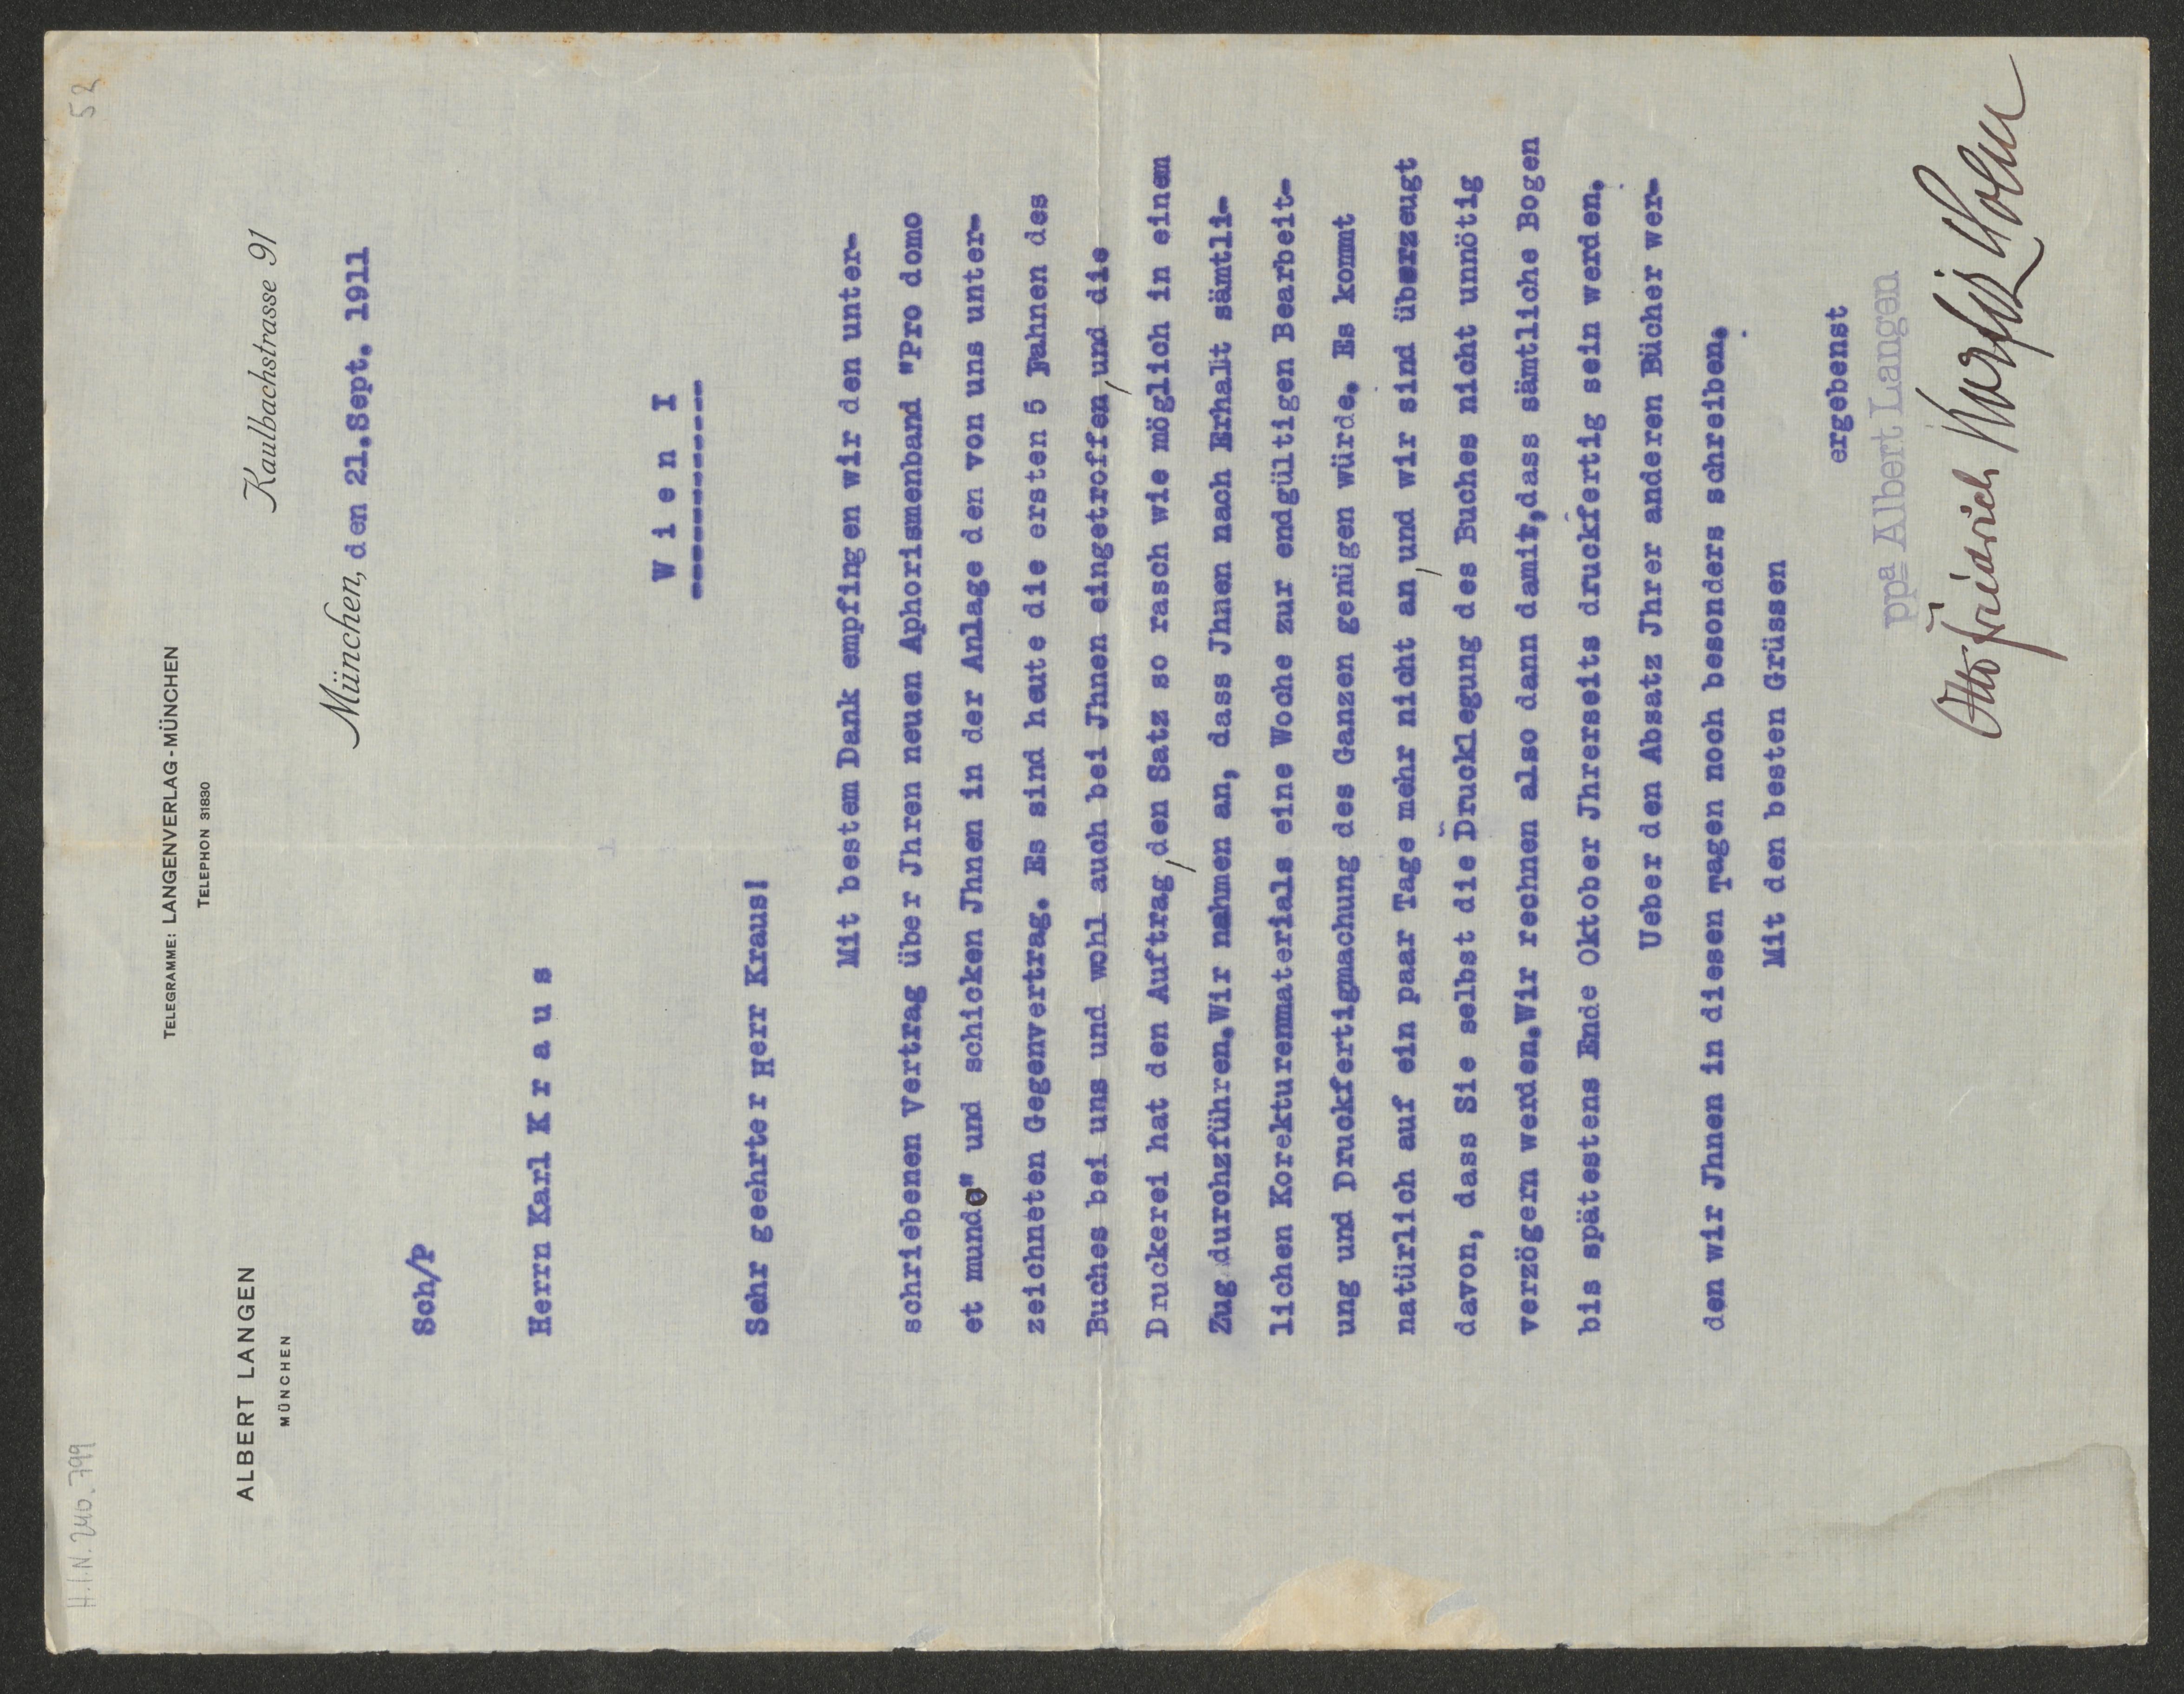 H.I.N. 240.799
52
TELEGRAMME: LANGENVERLAG-MÜNCHEN
TELEPHON 31830
ALBERT LANGEN
MÜNCHEN
Kaulbachstrasse 91
München, den 21.Sept. 1911
Sch/P
Herrn Karl K r a u s
W i e n I
Sehr geehrter Herr Kraus!
Mit bestem Dank empfingen wir den unter-
schriebenen Vertrag über Jhren neuen Aphorismenband "Pro domo
et mundo" und schicken Jhnen in der Anlage den von uns unter-
zeichneten Gegenvertrag. Es sind heute die ersten 5 Fahnen des
Buches bei uns und wohl auch bei Jhnen eingetroffen,und die
Druckerei hat den Auftrag,den Satz so rasch wie möglich in einem
Zug durchzführen.Wir nahmen an, dass Jhnen nach Erhalt sämtli-
lichen Korekturenmaterials eine Woche zur endgültigen Bearbeit-
ung und Druckfertigmachung des Ganzen genügen würde. Es kommt
natürlich auf ein paar Tage mehr nicht an,und wir sind überzeugt
davon, dass Sie selbst die Drucklegung des Buches nicht unnötig
verzögern werden.Wir rechnen also dann damit,dass sämtliche Bogen
bis spätestens Ende Oktober Jhrerseits druckfertig sein werden.
Ueber den Absatz Jhrer anderen Bücher wer-
den wir Jhnen in diesen Tagen noch besonders schreiben.
Mit den besten Grüssen
ergebenst
ppa Albert Langen
Otto Friedrich Korfiz Holm